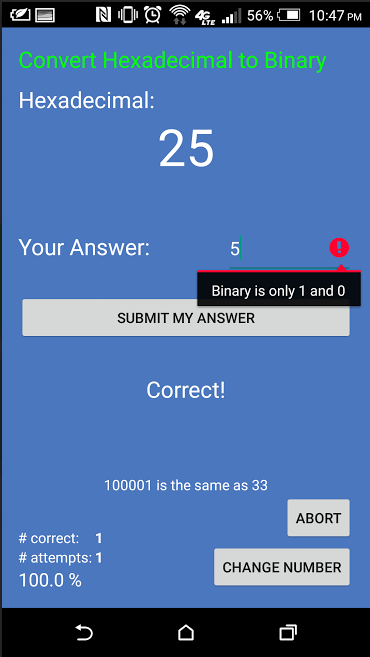 4G LTE 56% 10:47 PM
Convert Hexadecimal to Binary
Hexadecimal:
25
Your Answer: 5
Binary is only 1 and 0
SUBMIT MY ANSWER
Correct!
100001 is the same as 33
ABORT
# correct: 1
# attempts: 1
CHANGE NUMBER
100.0 %